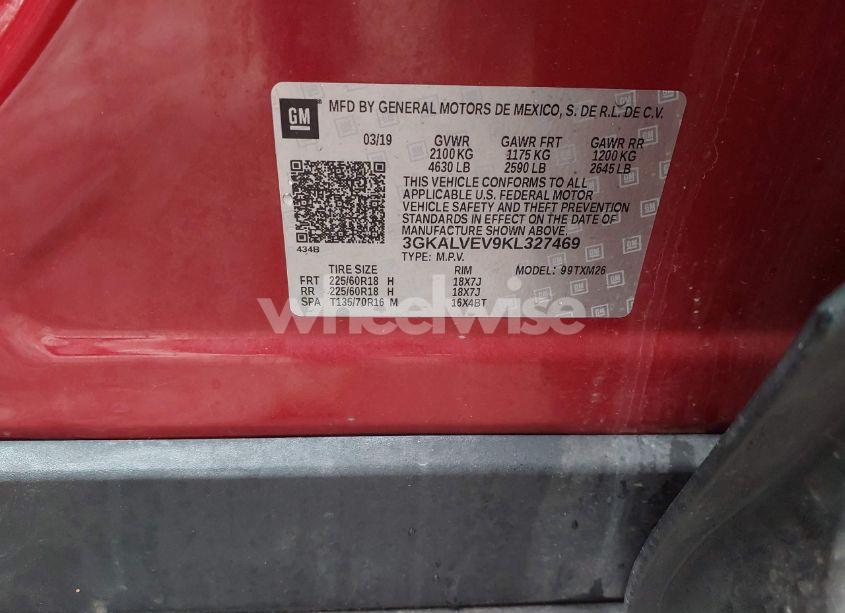 GM
MFD BY GENERAL MOTORS DE MEXICO, S. DE R.L. DE C.V.
03/19 GVWR GAWR FRT GAWR RR
2100 KG 1175 KG 1200 KG
4630 LB 2590 LB 2645 LB
THIS VEHICLE CONFORMS TO ALL
APPLICABLE U.S. FEDERAL MOTOR
VEHICLE SAFETY AND THEFT PREVENTION
STANDARDS IN EFFECT ON THE DATE OF
MANUFACTURE SHOWN ABOVE.
434B
3GKALVEV9KL327469
TYPE: M.P.V. MODEL: 99TXM26
TIRE SIZE RIM
FRT 225/60R18 H 18X7J
RR 225/60R18 H 18X7J
SPA T135/70R16 M 16X4BT
wheelwise